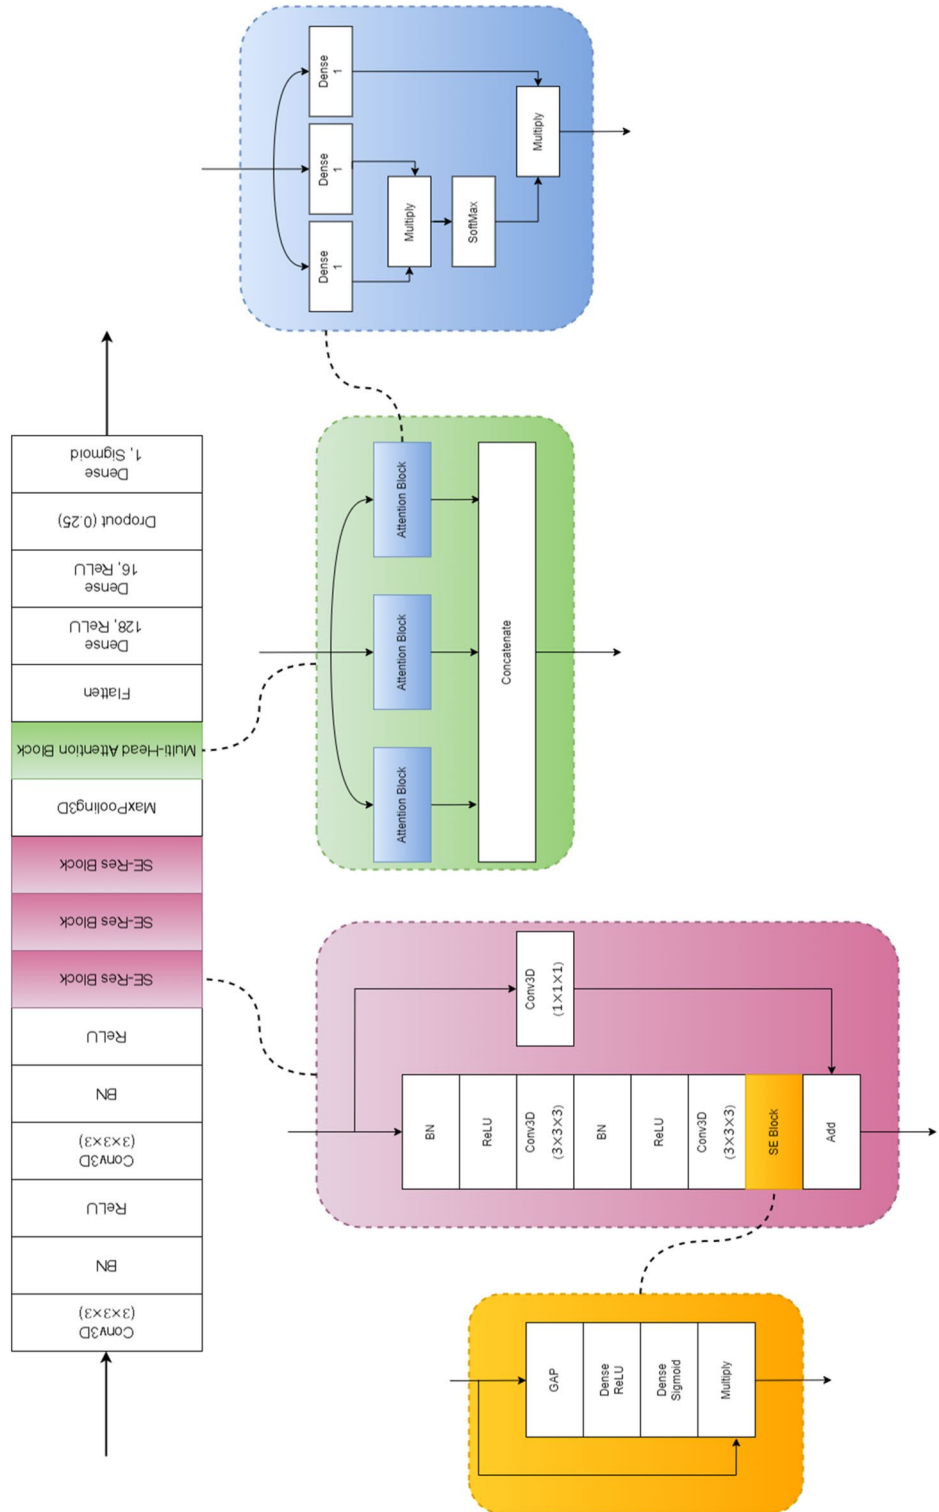 Conv3D
(3×3×3)
BN
ReLU
Conv3D
(3×3×3)
BN
ReLU
SE-Res Block
SE-Res Block
SE-Res Block
MaxPooling3D
Multi-Head Attention Block
Flatten
Dense
128, ReLU
Dense
16, ReLU
Dropout (0.25)
Dense
1, Sigmoid
GAP
Dense
ReLU
Dense
Sigmoid
Multiply
BN
ReLU
Conv3D
(3×3×3)
BN
ReLU
Conv3D
(3×3×3)
SE Block
Add
Conv3D
(1×1×1)
Attention Block
Attention Block
Attention Block
Concatenate
Dense
1
Dense
1
Dense
1
Multiply
SoftMax
Multiply